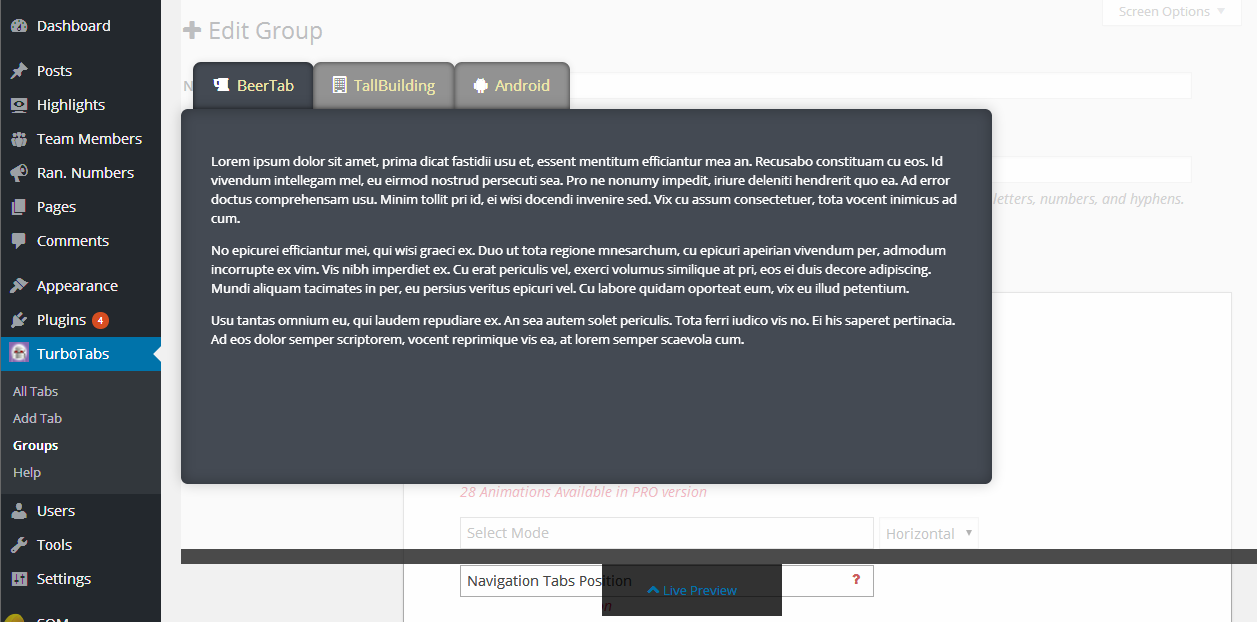 Dashboard
Posts
Highlights
Team Members
Ran. Numbers
Pages
Comments
Appearance
Plugins 4
TurboTabs
All Tabs
Add Tab
Groups
Help
Users
Tools
Settings
Screen Options
Edit Group
N
BeerTab TallBuilding Android
letters, numbers, and hyphens.
Lorem ipsum dolor sit amet, prima dicat fastidii usu et, essent mentitum efficiantur mea an. Recusabo constituam cu eos. Id
vivendum intellegam mel, eu eirmod nostrud persecuti sea. Pro ne nonumy impedit, iriure deleniti hendrerit quo ea. Ad error
doctus comprehensam usu. Minim tollit pri id, ei wisi docendi invenire sed. Vix cu assum consectetuer, tota vocent inimicus ad
cum.
No epicurei efficiantur mei, qui wisi graeci ex. Duo ut tota regione mnesarchum, cu epicuri apeirian vivendum per, admodum
incorrupte ex vim. Vis nibh imperdiet ex. Cu erat periculis vel, exerci volumus similique at pri, eos ei duis decore adipiscing.
Mundi aliquam tacimates in per, eu persius veritus epicuri vel. Cu labore quidam oporteat eum, vix eu illud petentium.
Usu tantas omnium eu, qui laudem repudiare ex. An sea autem solet periculis. Tota ferri iudico vis no. Ei his saperet pertinacia.
Ad eos dolor semper scriptorem, vocent reprimique vis ea, at lorem semper scaevola cum.
28 Animations Available in PRO version
Select Mode Horizontal
Navigation Tabs Position ?
Live Preview